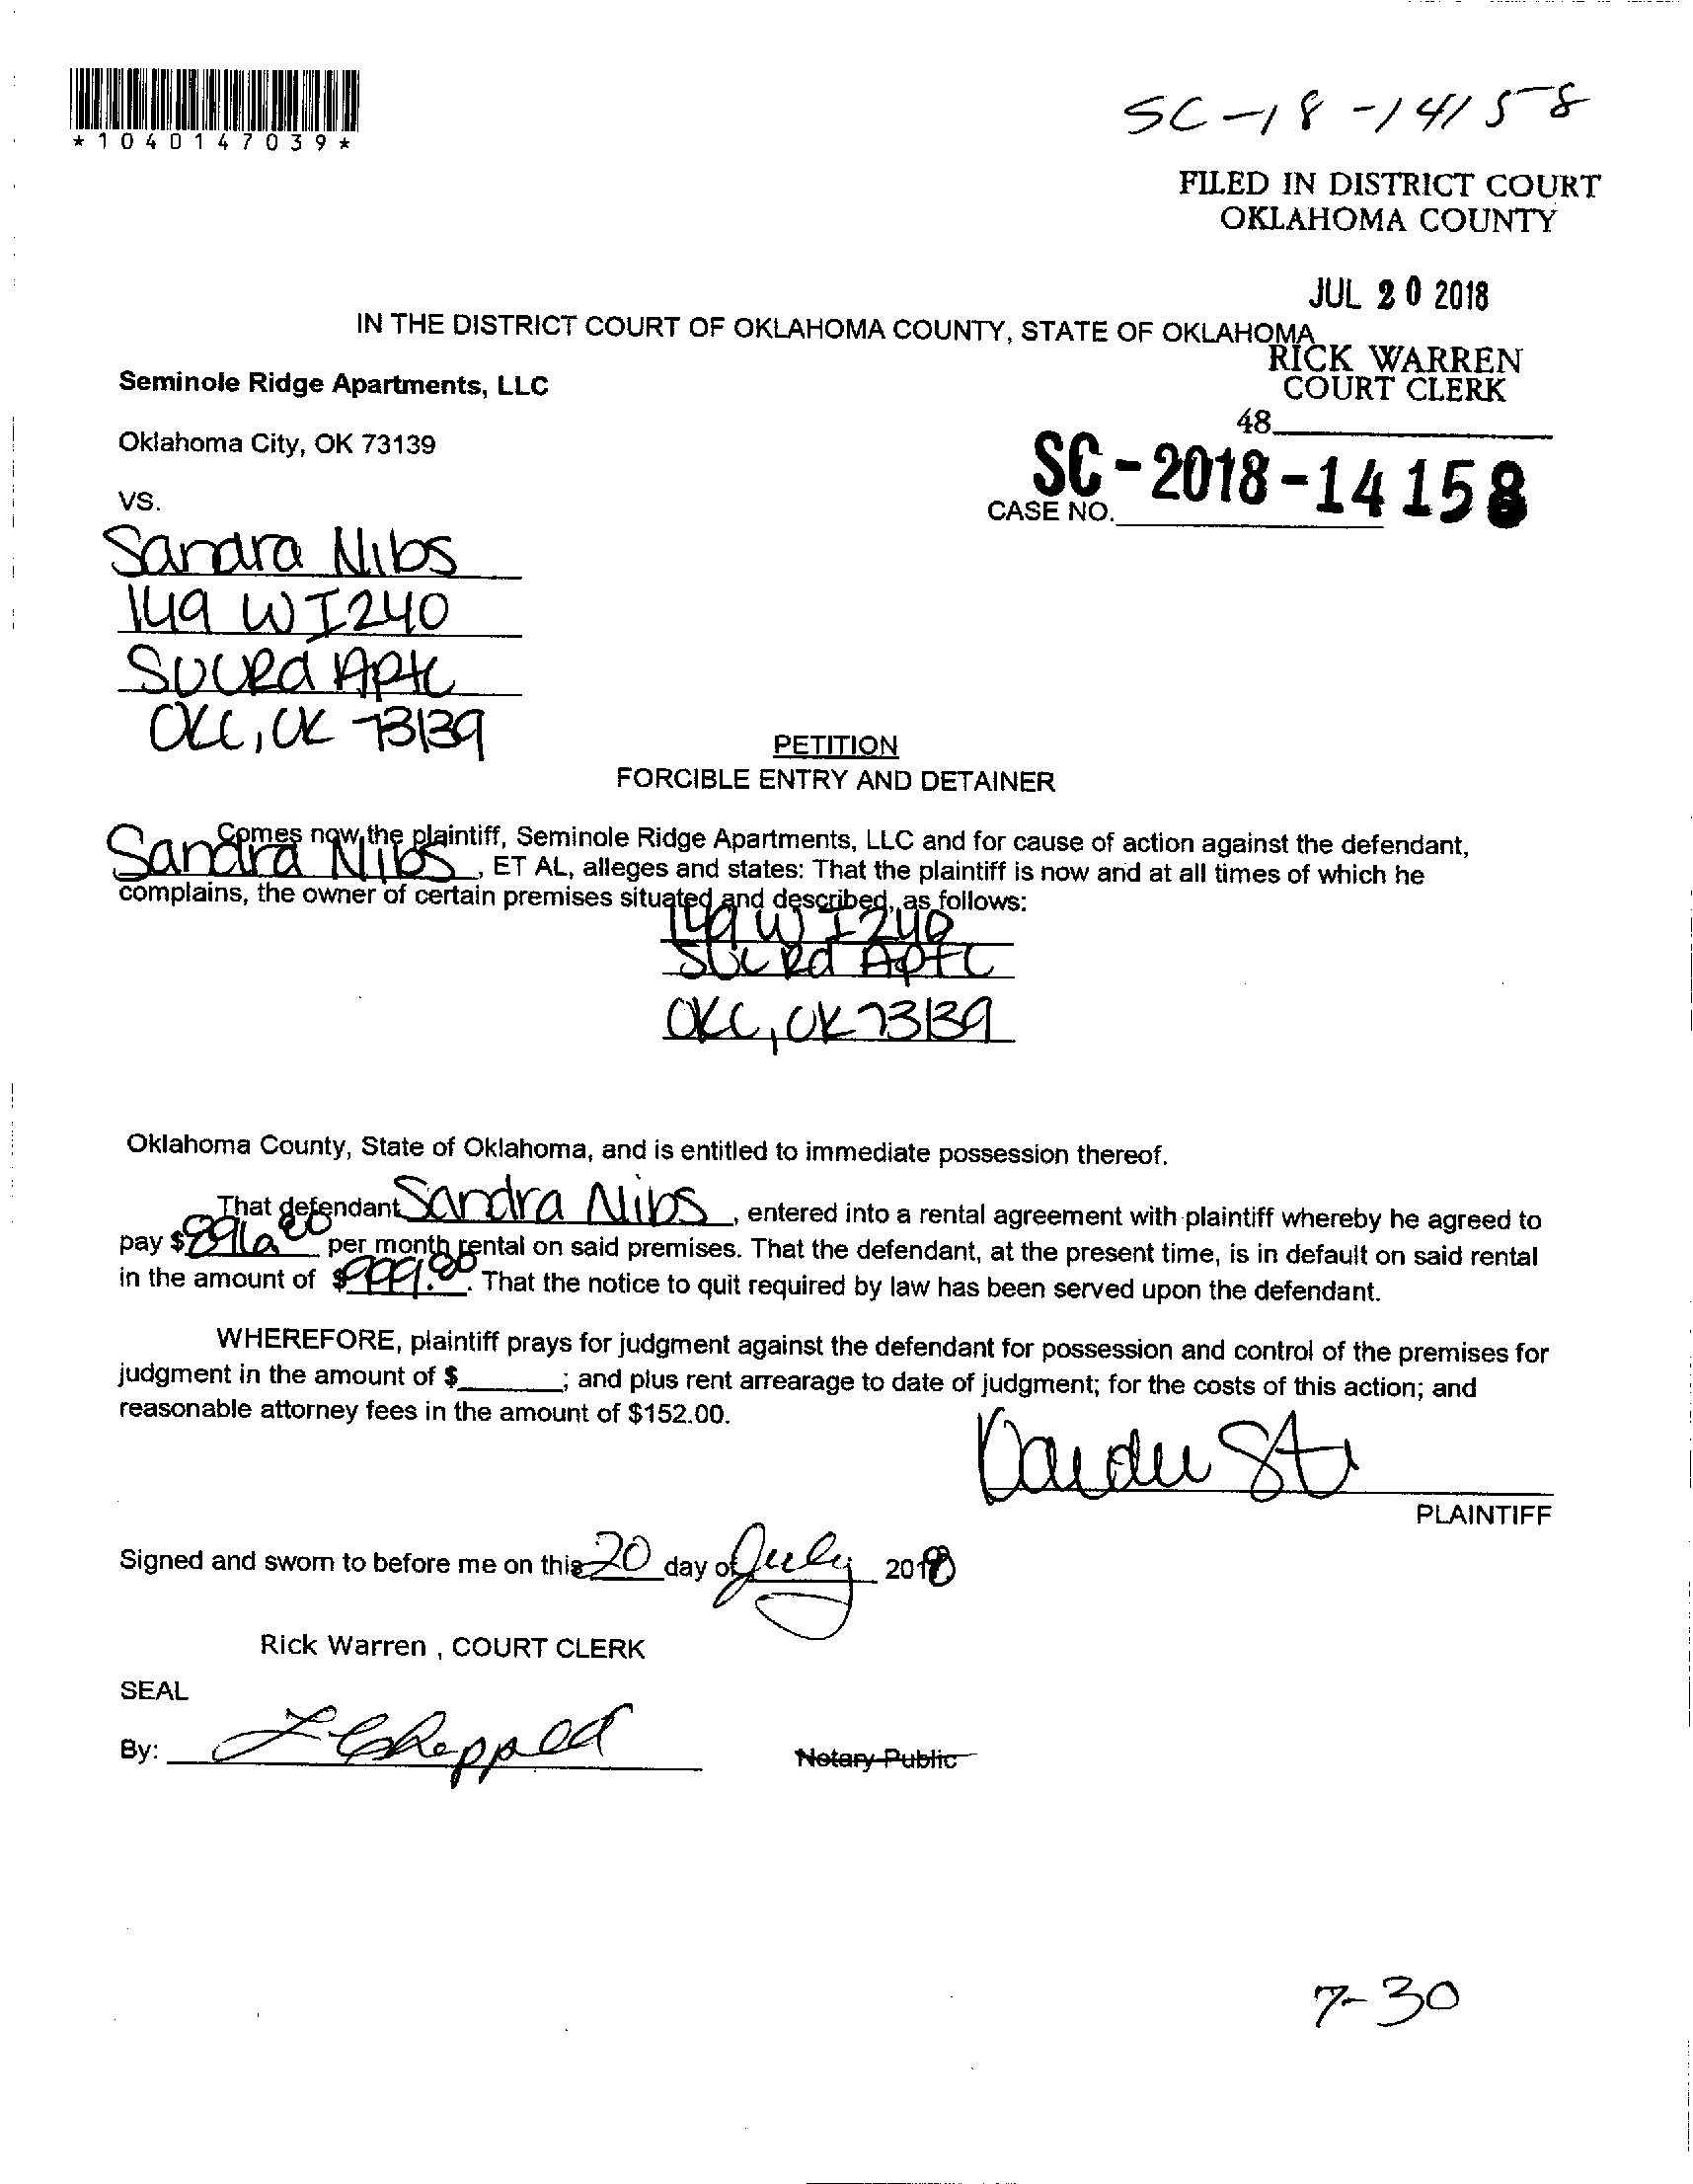 *1040147039*
SC-18-14158
FILED IN DISTRICT COURT
OKLAHOMA COUNTY
JUL 20 2018
IN THE DISTRICT COURT OF OKLAHOMA COUNTY, STATE OF OKLAHOMA
RICK WARREN
COURT CLERK
48
Seminole Ridge Apartments, LLC
Oklahoma City, OK 73139
SC-2018-14158
CASE NO.
VS.
Sandra Nibs
149 W I240
Apt C
OKC, OK 73139
PETITION
FORCIBLE ENTRY AND DETAINER
Comes now, the plaintiff, Seminole Ridge Apartments, LLC and for cause of action against the defendant,
Sandra Nibs, ET AL, alleges and states: That the plaintiff is now and at all times of which he
complains, the owner of certain premises situated and described, as follows:
149 W I240
Rd Apt C
OKC, OK 73139
Oklahoma County, State of Oklahoma, and is entitled to immediate possession thereof.
That defendant Sandra Nibs, entered into a rental agreement with plaintiff whereby he agreed to
pay $896.00 per month rental on said premises. That the defendant, at the present time, is in default on said rental
in the amount of $999.00. That the notice to quit required by law has been served upon the defendant.
WHEREFORE, plaintiff prays for judgment against the defendant for possession and control of the premises for
judgment in the amount of $______; and plus rent arrearage to date of judgment; for the costs of this action; and
reasonable attorney fees in the amount of $152.00.
PLAINTIFF
Signed and sworn to before me on this 20 day of July 2018
Rick Warren , COURT CLERK
SEAL
By:
Notary Public
7-30